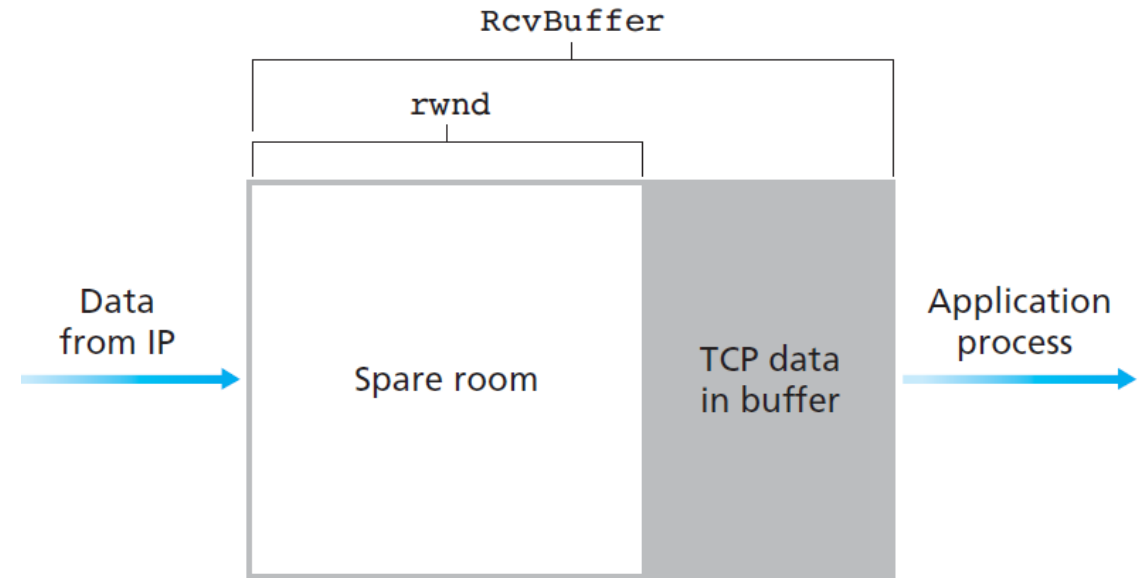 RcvBuffer
rwnd
Data
from IP
Spare room
TCP data
in buffer
Application
process